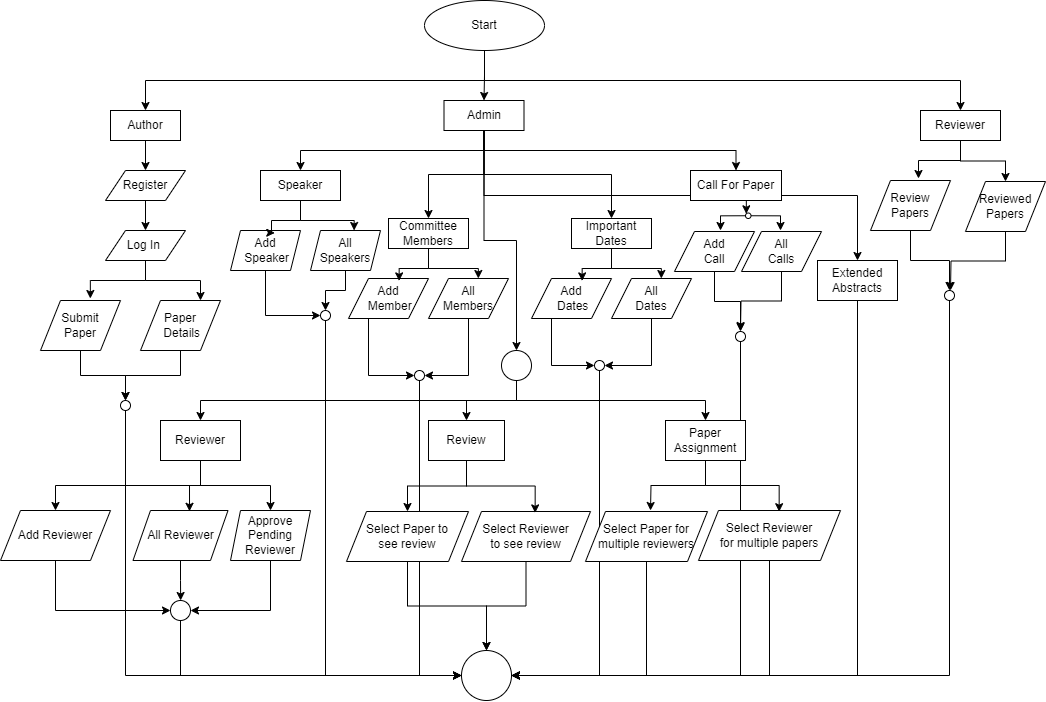 Start
Author
Admin
Reviewer
Register
Speaker
Call For Paper
Review
Papers
Reviewed
Papers
Committee
Members
Important
Dates
Log In
Add
Speaker
All
Speakers
Add
Call
All
Calls
Extended
Abstracts
Add
Member
All
Members
Add
Dates
All
Dates
Submit
Paper
Paper
Details
Reviewer
Review
Paper
Assignment
Add Reviewer
All Reviewer
Approve
Pending
Reviewer
Select Paper to
see review
Select Reviewer
to see review
Select Paper for
multiple reviewers
Select Reviewer
for multiple papers